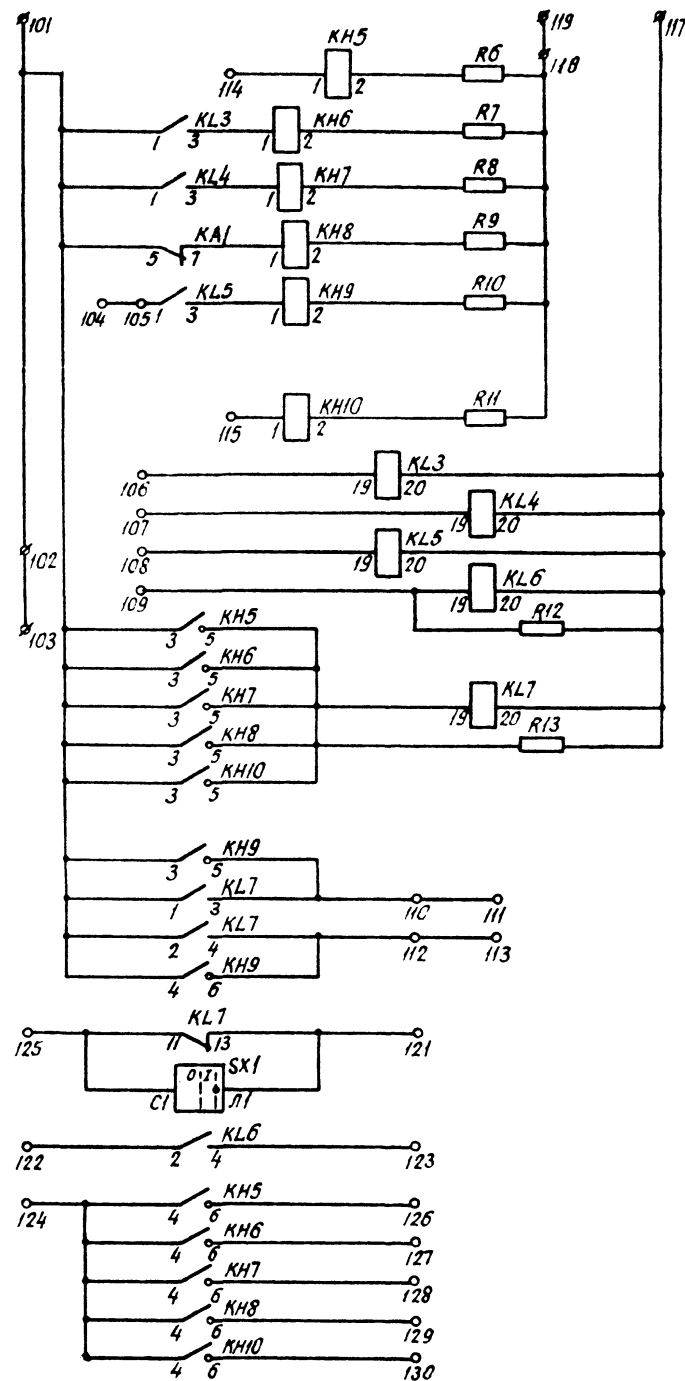 101 119 117
114 1 KH5 2 R6 118
1 KL3 3 1 KH6 2 R7
1 KL4 3 1 KH7 2 R8
5 KA1 7 1 KH8 2 R9
104 105 1 KL5 3 1 KH9 2 R10
115 1 KH10 2 R11
106 19 KL3 20
107 19 KL4 20
102 108 19 KL5 20
109 19 KL6 20
103 3 KH5 5 R12
3 KH6 5
3 KH7 5 19 KL7 20
3 KH8 5 R13
3 KH10 5
3 KH9 5
1 KL7 3 110 111
2 KL7 4 112 113
4 KH9 6
125 11 KL7 13 121
C1 0 I SX1 Л1
122 2 KL6 4 123
124 4 KH5 6 126
4 KH6 6 127
4 KH7 6 128
4 KH8 6 129
4 KH10 6 130